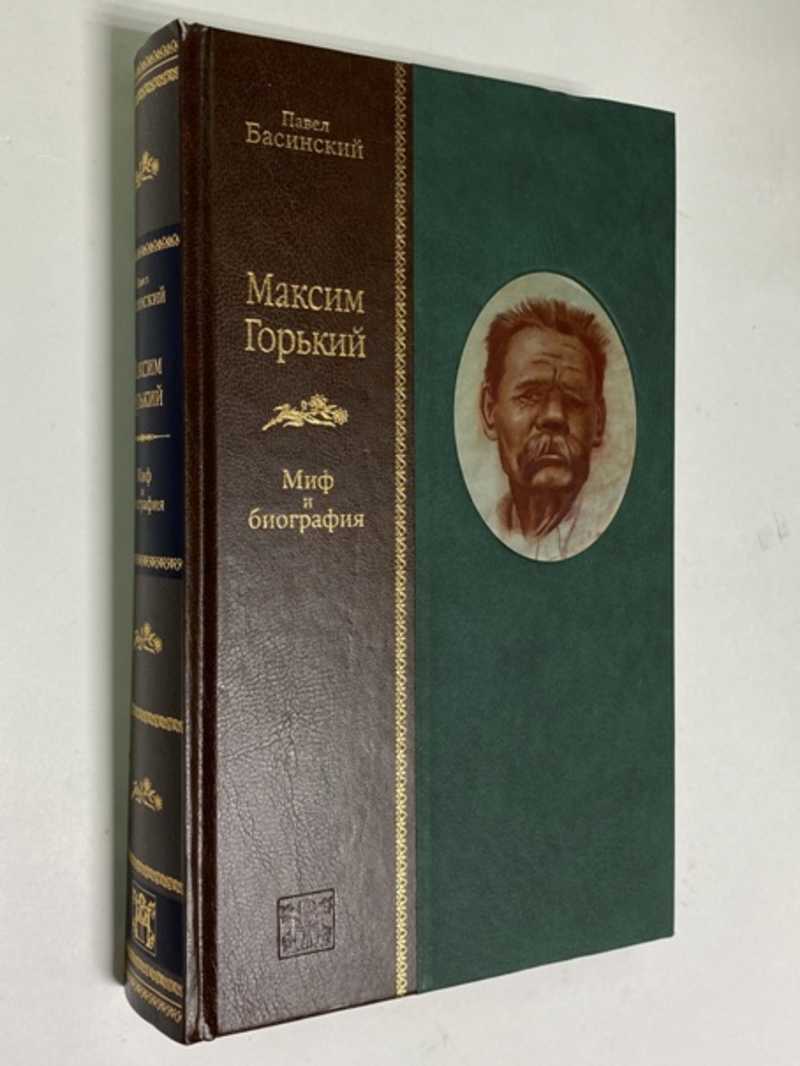 Павел
Басинский
Максим
Горький
Миф
и
биография